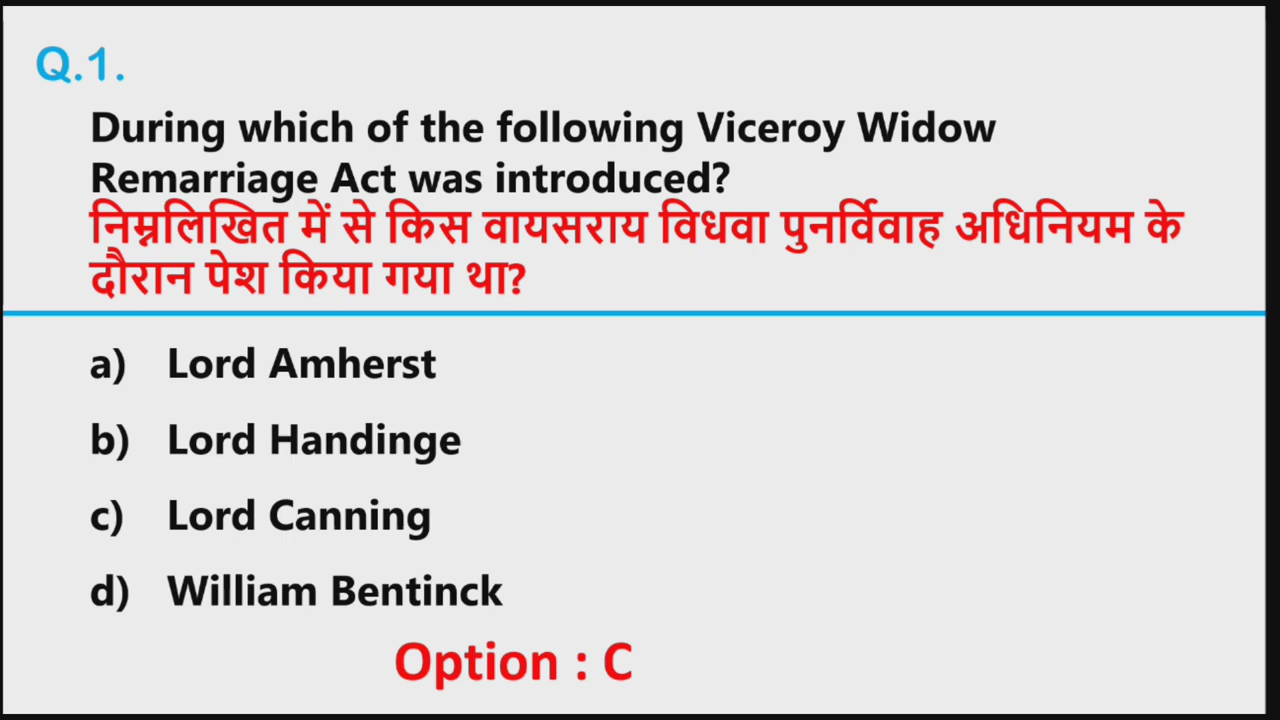 Q.1.
During which of the following Viceroy Widow
Remarriage Act was introduced?
निम्नलिखित में से किस वायसराय विधवा पुनर्विवाह अधिनियम के
दौरान पेश किया गया था?
a) Lord Amherst
b) Lord Handinge
c) Lord Canning
d) William Bentinck
Option : C